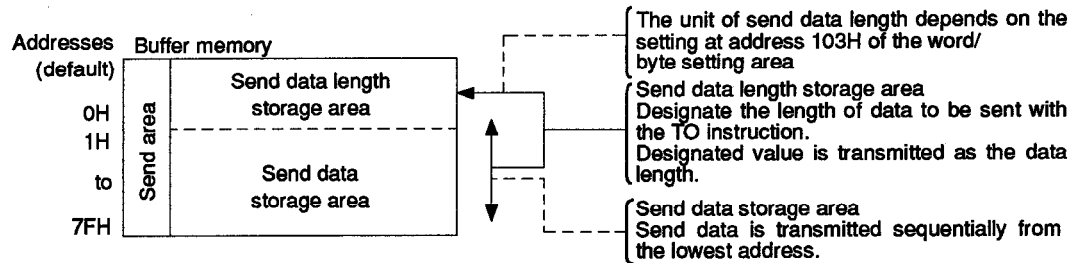 Addresses
(default)
Buffer memory
0H
1H
to
7FH
Send area
Send data length
storage area
Send data
storage area
The unit of send data length depends on the
setting at address 103H of the word/
byte setting area
Send data length storage area
Designate the length of data to be sent with
the TO instruction.
Designated value is transmitted as the data
length.
Send data storage area
Send data is transmitted sequentially from
the lowest address.